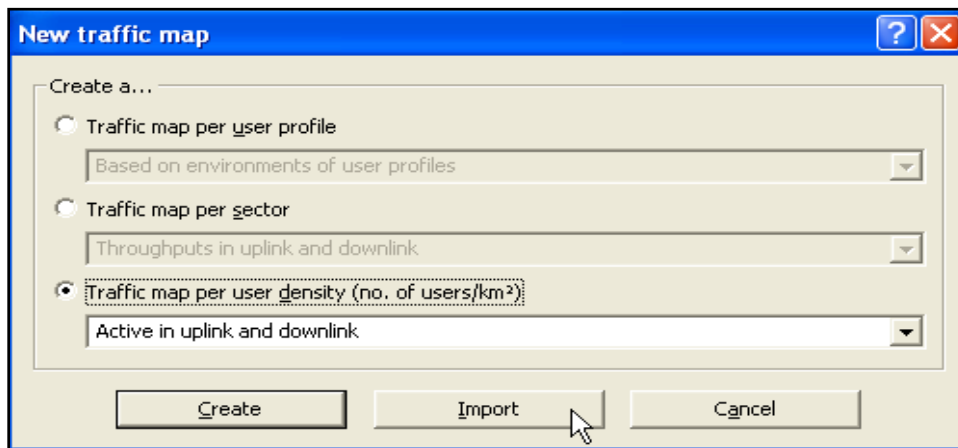 New traffic map
Create a...
Traffic map per user profile
Based on environments of user profiles
Traffic map per sector
Throughputs in uplink and downlink
Traffic map per user density (no. of users/km²)
Active in uplink and downlink
Create Import Cancel